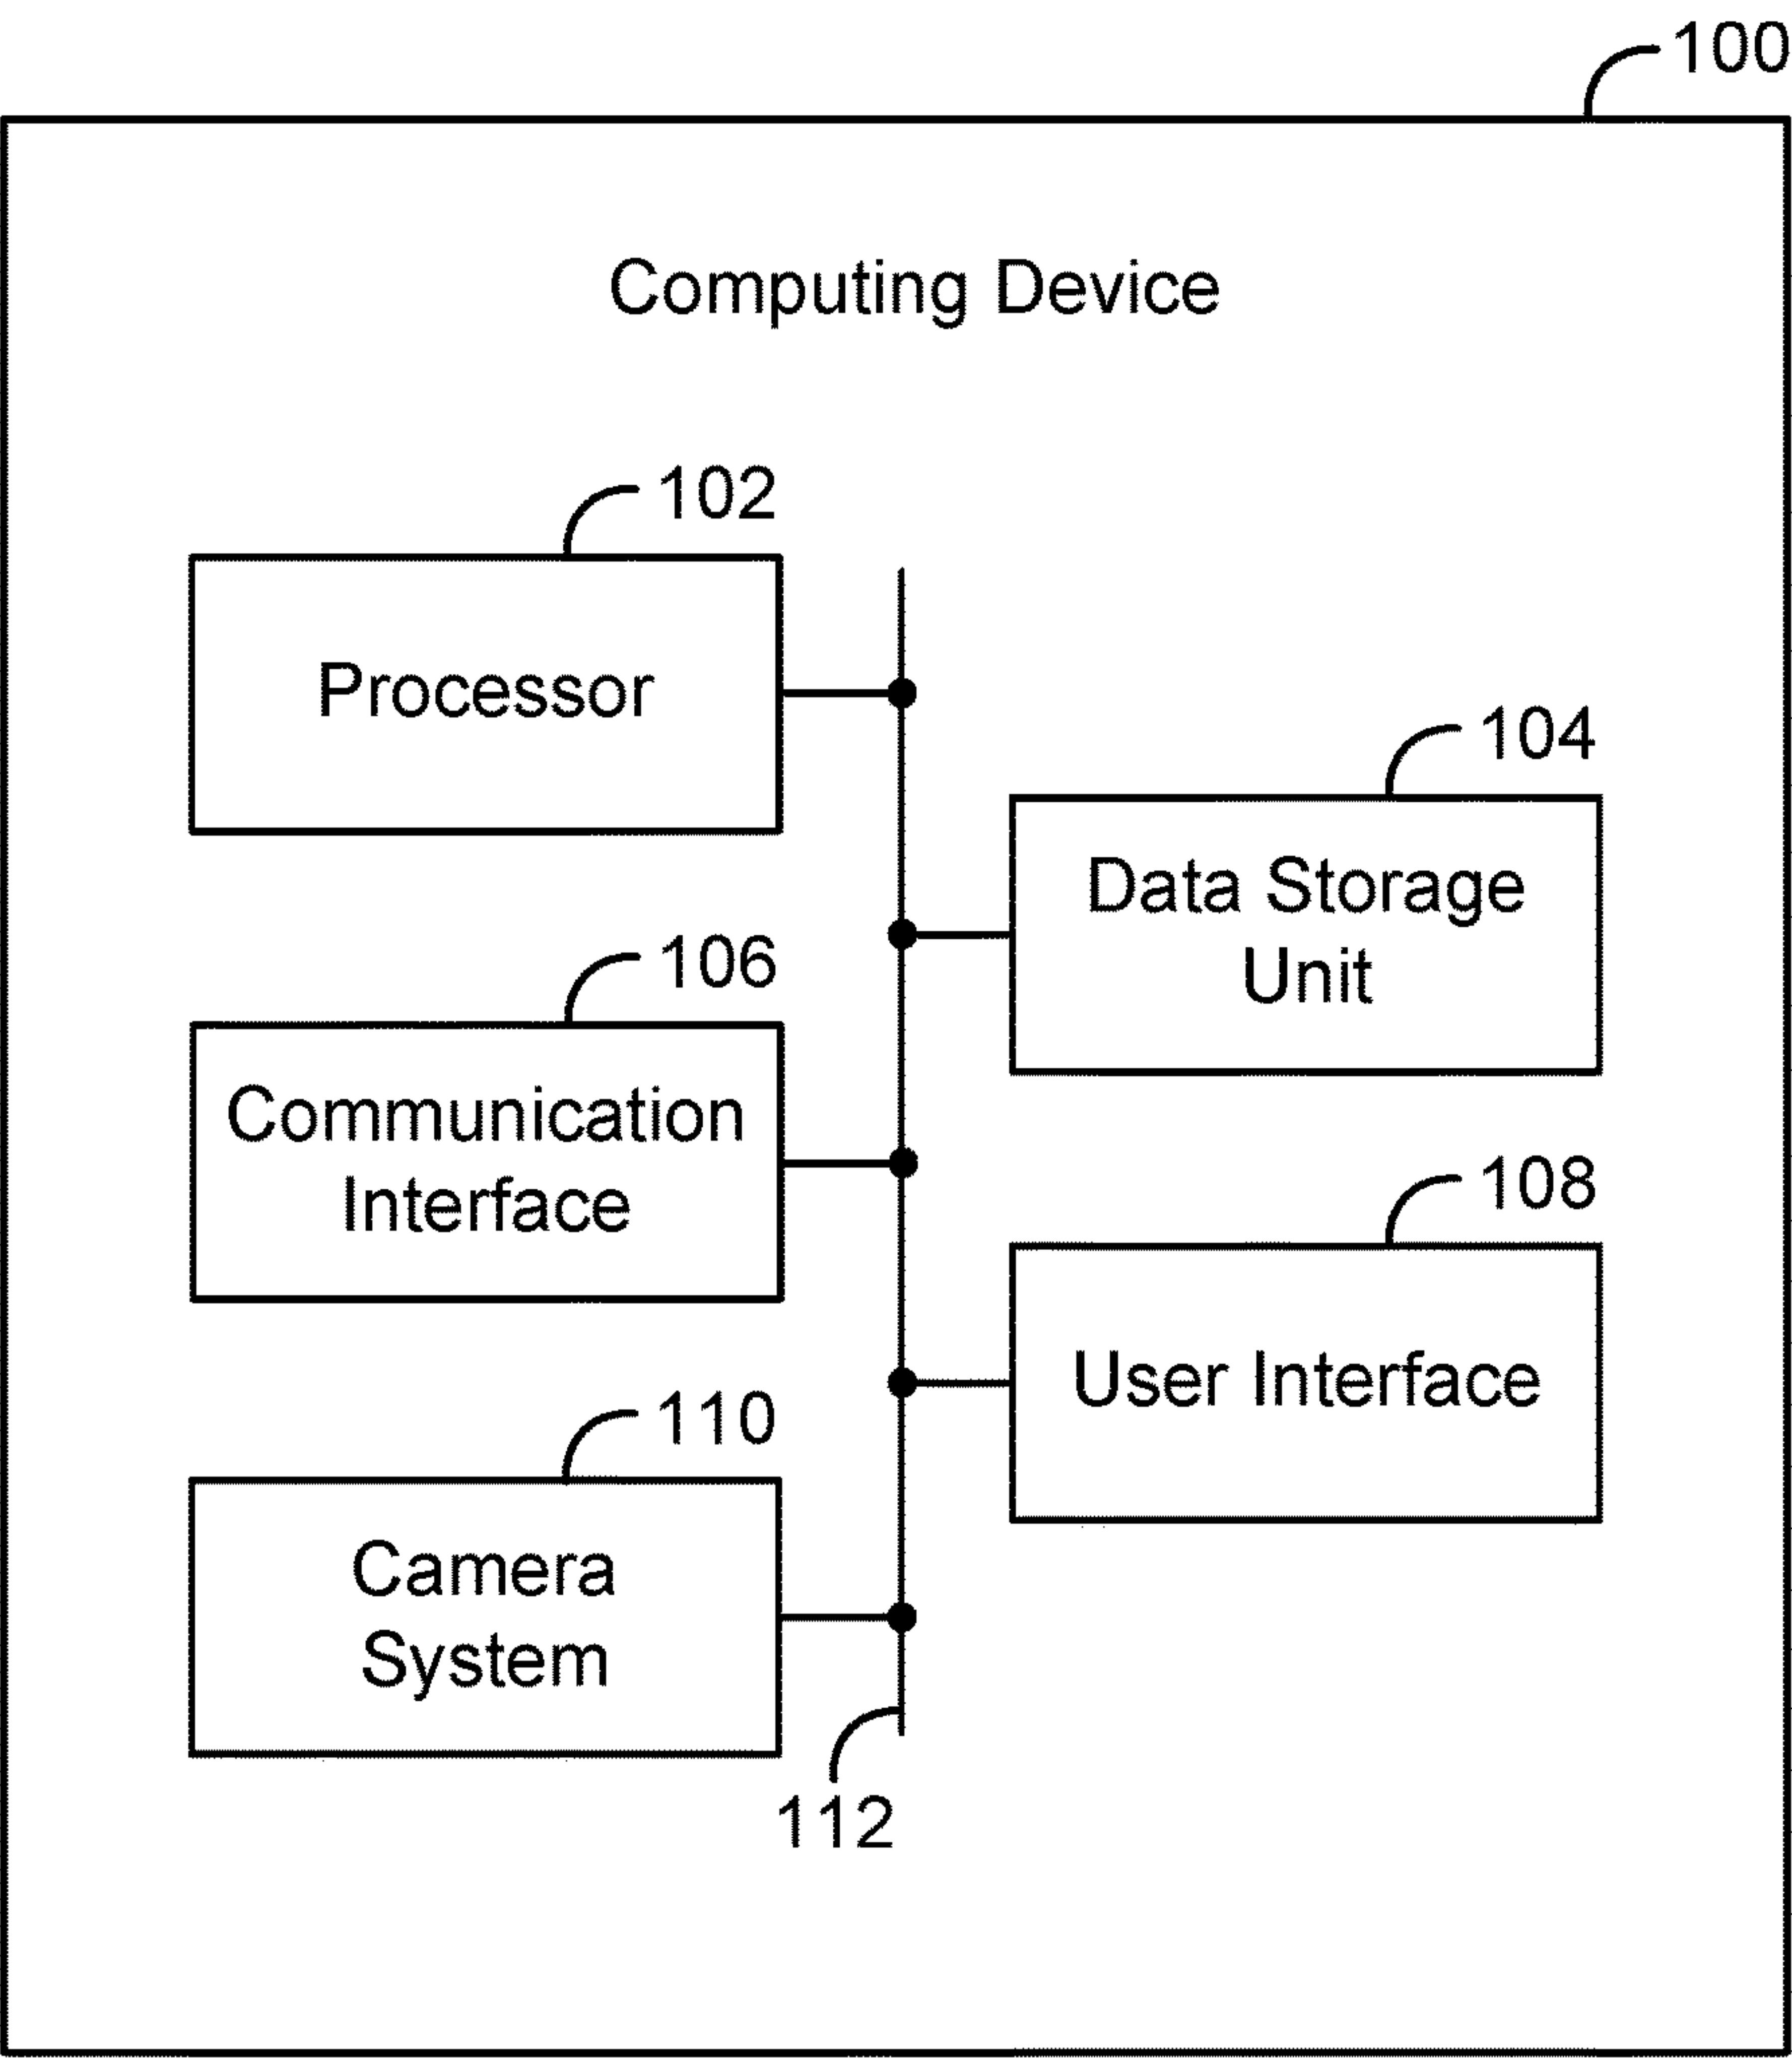 100
Computing Device
102
Processor
104
Data Storage
Unit
106
Communication
Interface
108
User Interface
110
Camera
System
112